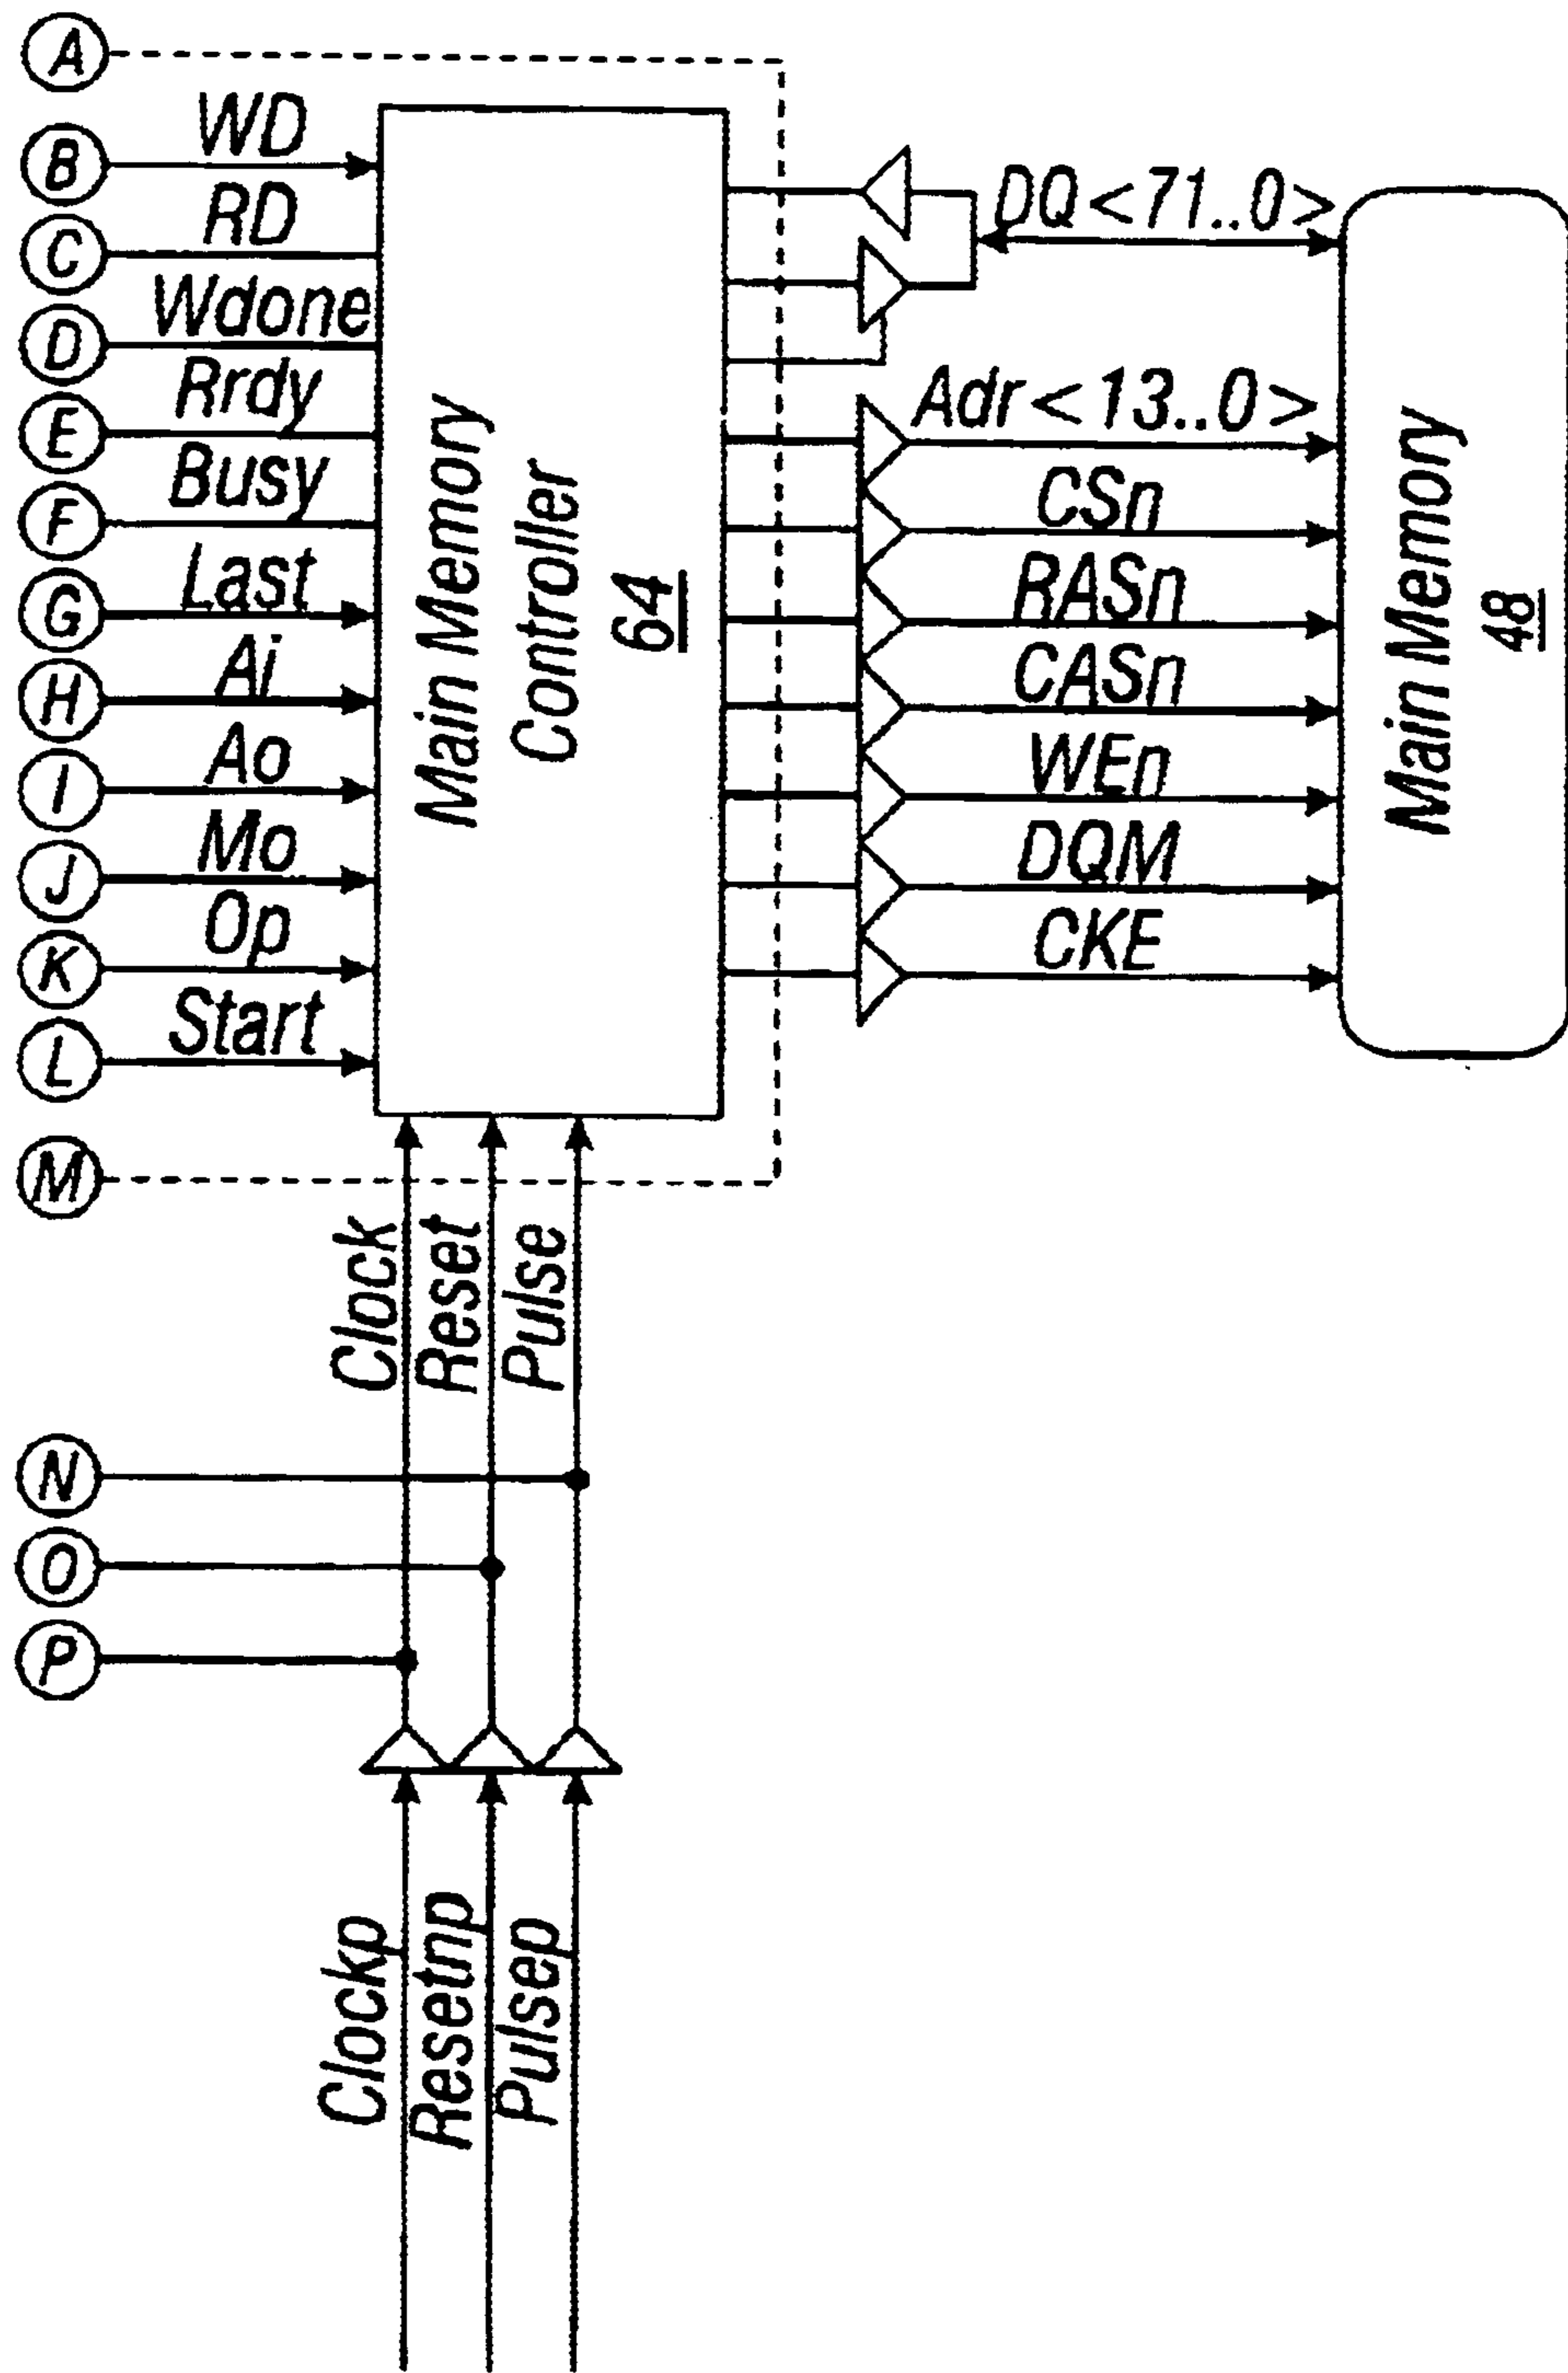 A
B WD
C RD
D Wdone
E Rrdy
F Busy
G Last
H Ai
I Ao
J Mo
K Op
L Start
M
Main Memory
Controller
64
DQ<71..0>
Adr<13..0>
CSn
RASn
CASn
WEn
DQM
CKE
Main Memory
48
Clock
Reset
Pulse
N
O
P
Clockp
Resetnp
Pulsep